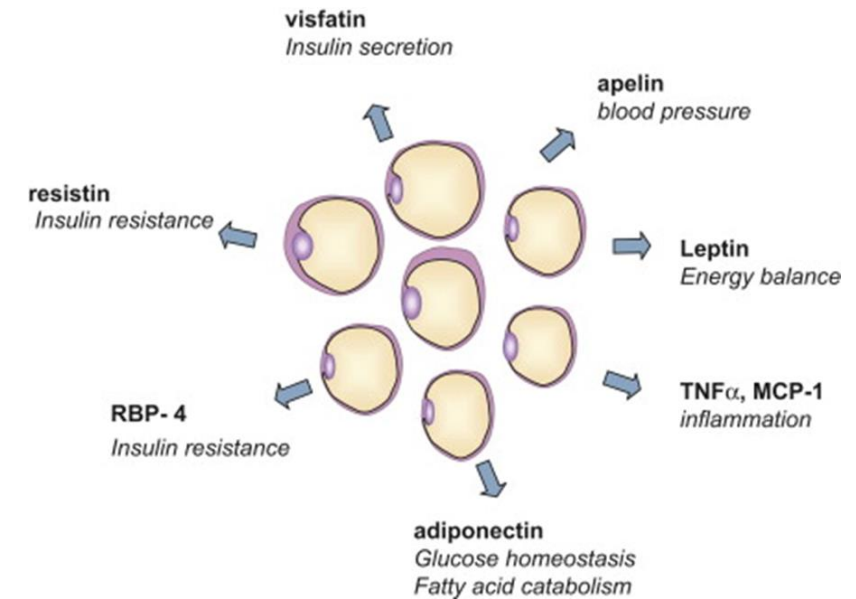 visfatin
Insulin secretion
apelin
blood pressure
resistin
Insulin resistance
Leptin
Energy balance
TNFα, MCP-1
inflammation
RBP- 4
Insulin resistance
adiponectin
Glucose homeostasis
Fatty acid catabolism